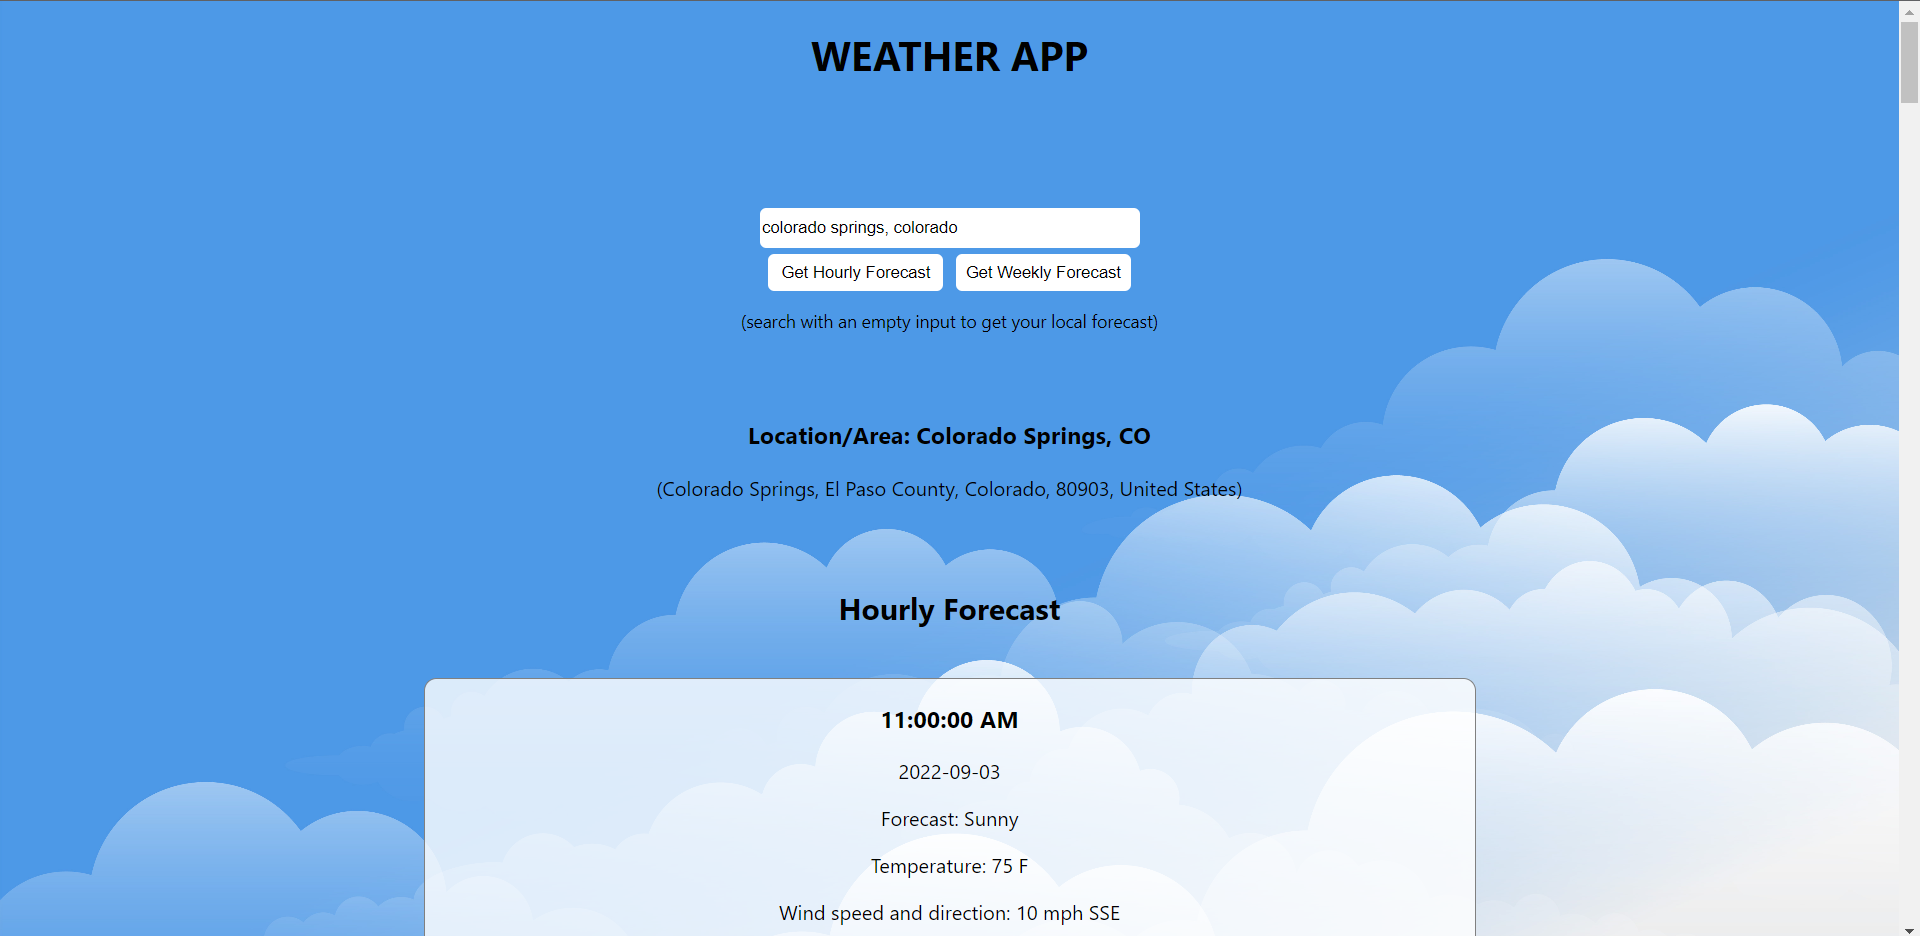 WEATHER APP
colorado springs, colorado
Get Hourly Forecast Get Weekly Forecast
(search with an empty input to get your local forecast)
Location/Area: Colorado Springs, CO
(Colorado Springs, El Paso County, Colorado, 80903, United States)
Hourly Forecast
11:00:00 AM
2022-09-03
Forecast: Sunny
Temperature: 75 F
Wind speed and direction: 10 mph SSE